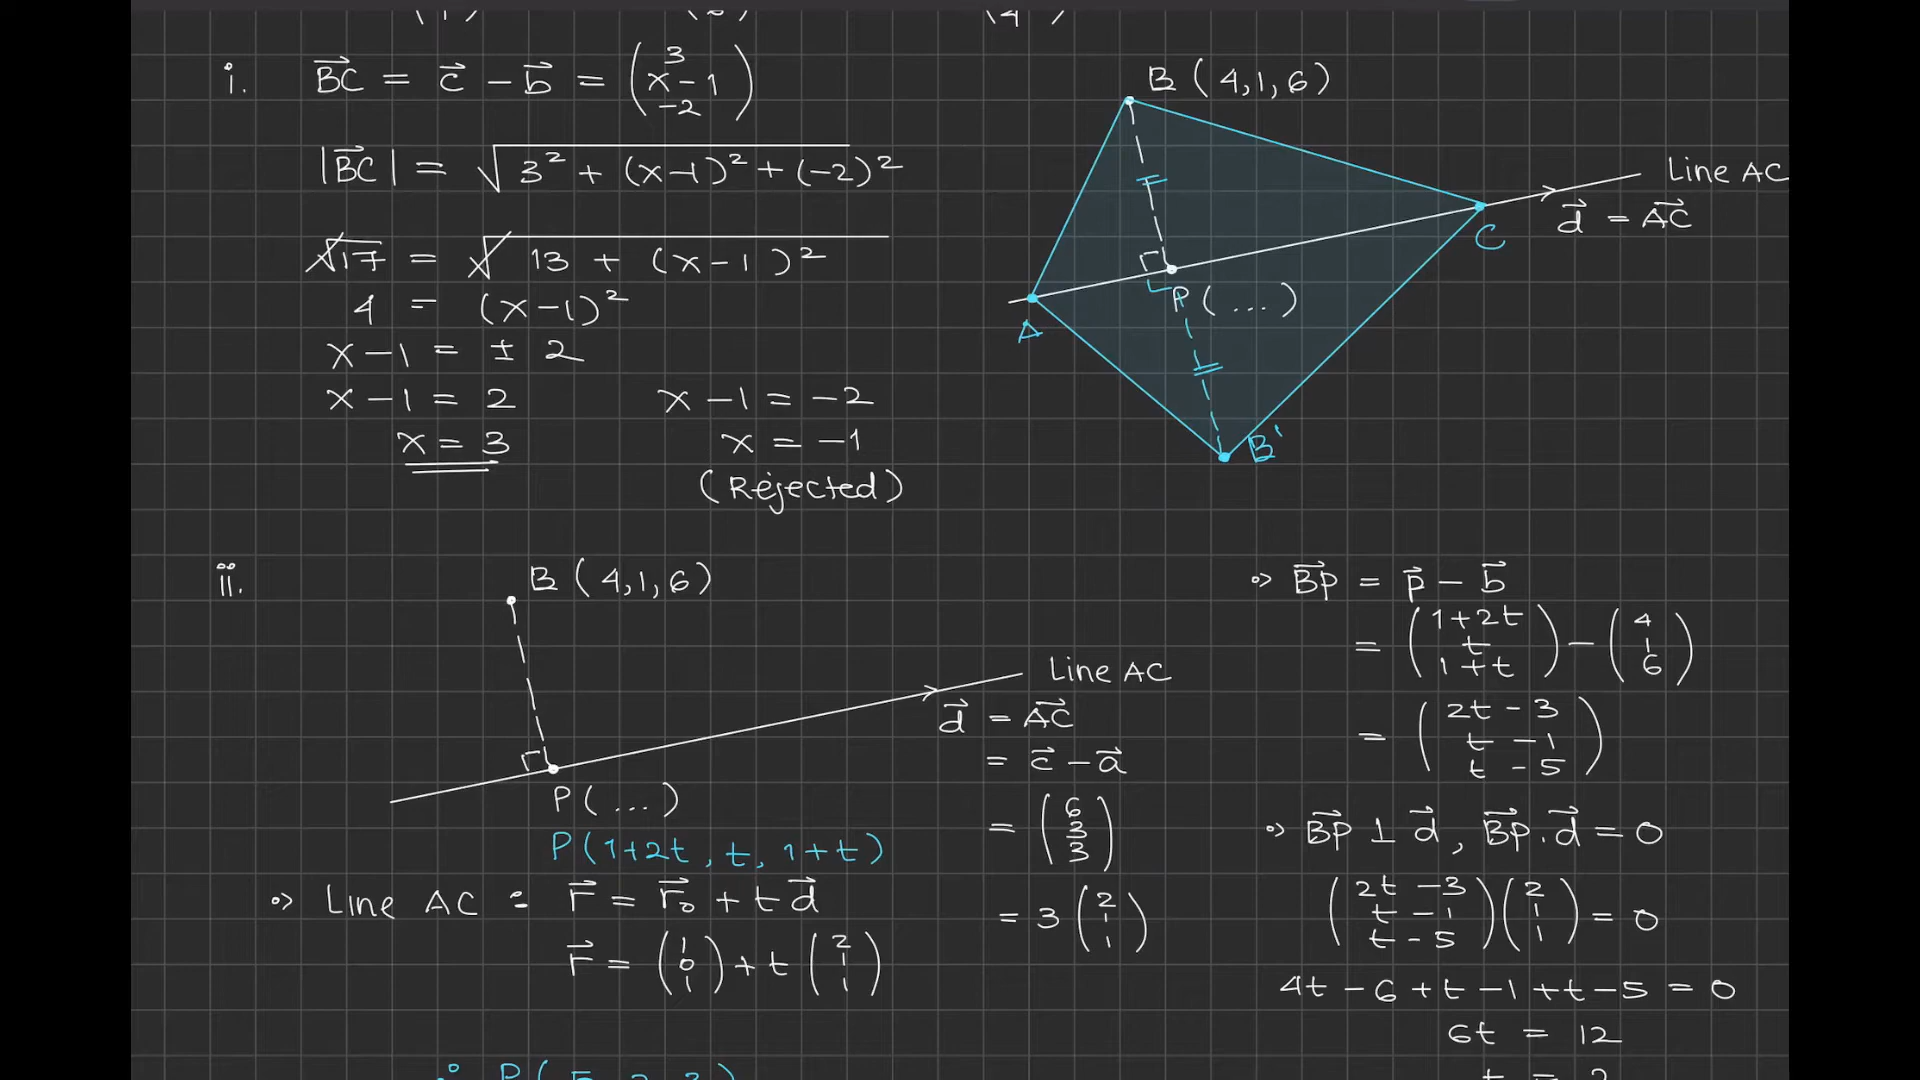 i. BC⃗ = c⃗ − b⃗ = (3, x−1, −2)
|BC⃗| = √(3² + (x−1)² + (−2)²)
√17 = √(13 + (x−1)²)
4 = (x−1)²
x−1 = ± 2
x−1 = 2    x−1 = −2
x = 3    x = −1
(Rejected)
B (4,1,6)
Line AC
d⃗ = AC⃗
C
P (...)
A
B'
ii.
B (4,1,6)
Line AC
d⃗ = AC⃗
= c⃗ − a⃗
= (6, 3, 3)
= 3 (2, 1, 1)
P (...)
P(1+2t, t, 1+t)
Line AC : r⃗ = r⃗₀ + t d⃗
r⃗ = (1, 0, 1) + t (2, 1, 1)
BP⃗ = p⃗ − b⃗
= (1+2t, t, 1+t) − (4, 1, 6)
= (2t−3, t−1, t−5)
BP⃗ ⊥ d⃗, BP⃗ . d⃗ = 0
(2t−3, t−1, t−5)(2, 1, 1) = 0
4t − 6 + t − 1 + t − 5 = 0
6t = 12